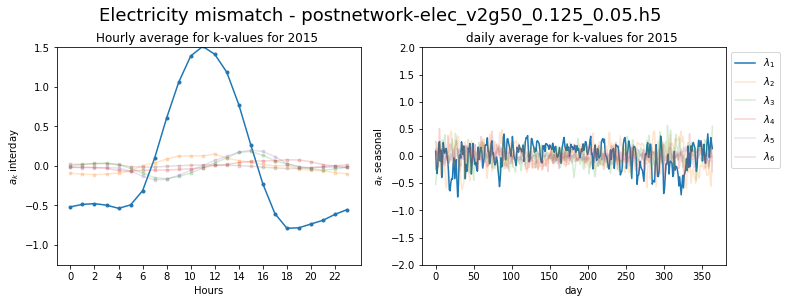 Electricity mismatch - postnetwork-elec_v2g50_0.125_0.05.h5
Hourly average for k-values for 2015
1.5
1.0
0.5
0.0
−0.5
−1.0
a_k interday
0 2 4 6 8 10 12 14 16 18 20 22
Hours
daily average for k-values for 2015
2.0
1.5
1.0
0.5
0.0
−0.5
−1.0
−1.5
−2.0
a_k seasonal
0 50 100 150 200 250 300 350
day
λ₁
λ₂
λ₃
λ₄
λ₅
λ₆